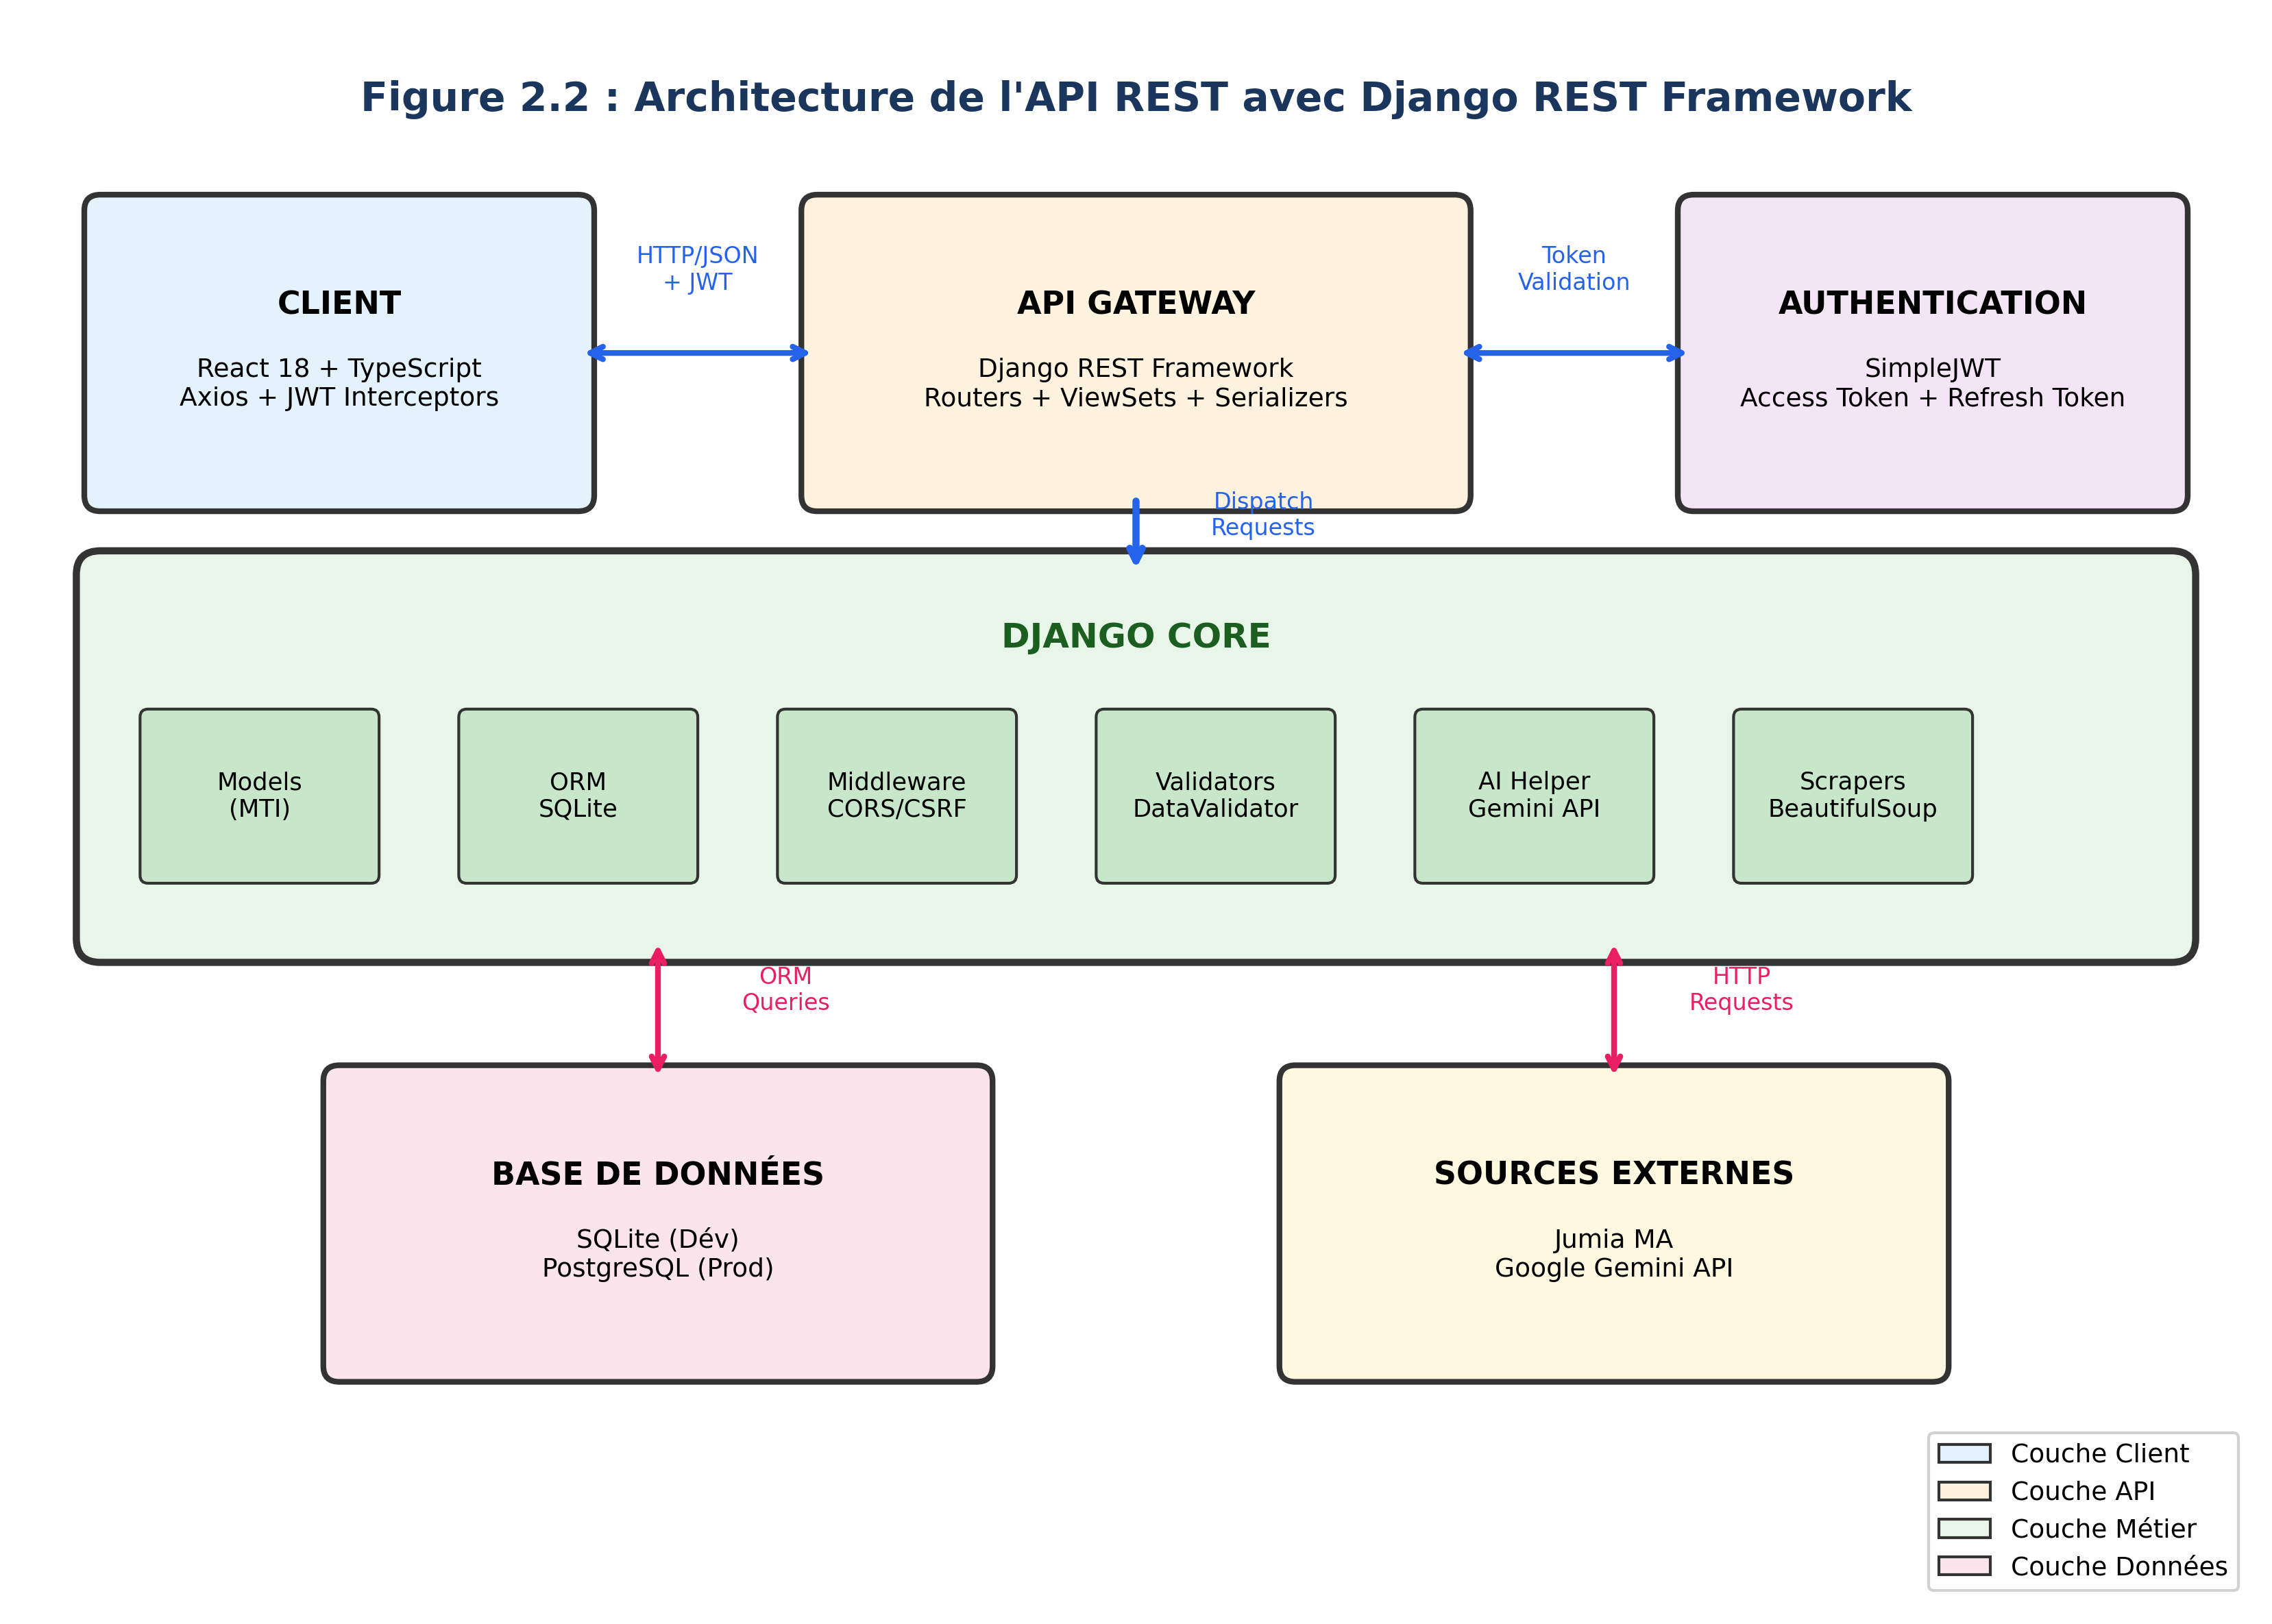 Figure 2.2 : Architecture de l'API REST avec Django REST Framework
CLIENT
React 18 + TypeScript
Axios + JWT Interceptors
HTTP/JSON
+ JWT
API GATEWAY
Django REST Framework
Routers + ViewSets + Serializers
Token
Validation
AUTHENTICATION
SimpleJWT
Access Token + Refresh Token
Dispatch
Requests
DJANGO CORE
Models
(MTI)
ORM
SQLite
Middleware
CORS/CSRF
Validators
DataValidator
AI Helper
Gemini API
Scrapers
BeautifulSoup
ORM
Queries
HTTP
Requests
BASE DE DONNÉES
SQLite (Dév)
PostgreSQL (Prod)
SOURCES EXTERNES
Jumia MA
Google Gemini API
Couche Client
Couche API
Couche Métier
Couche Données